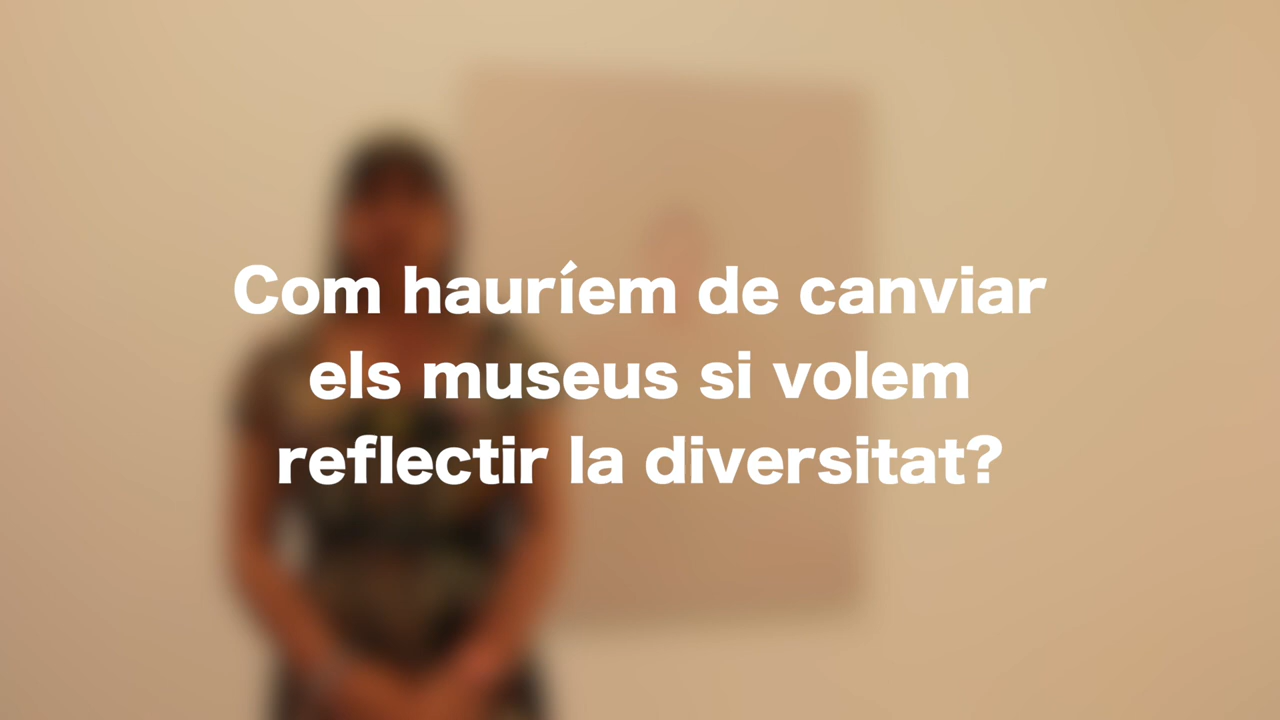 Com hauríem de canviar
els museus si volem
reflectir la diversitat?